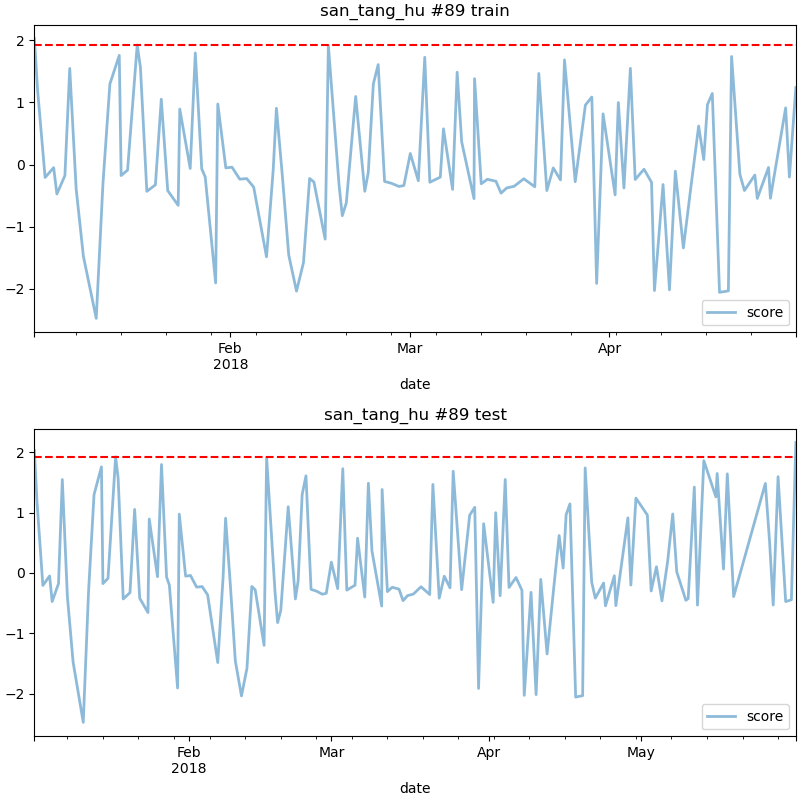 san_tang_hu #89 train
2
1
0
−1
−2
score
Feb
2018
Mar
Apr
date
san_tang_hu #89 test
2
1
0
−1
−2
score
Feb
2018
Mar
Apr
May
date